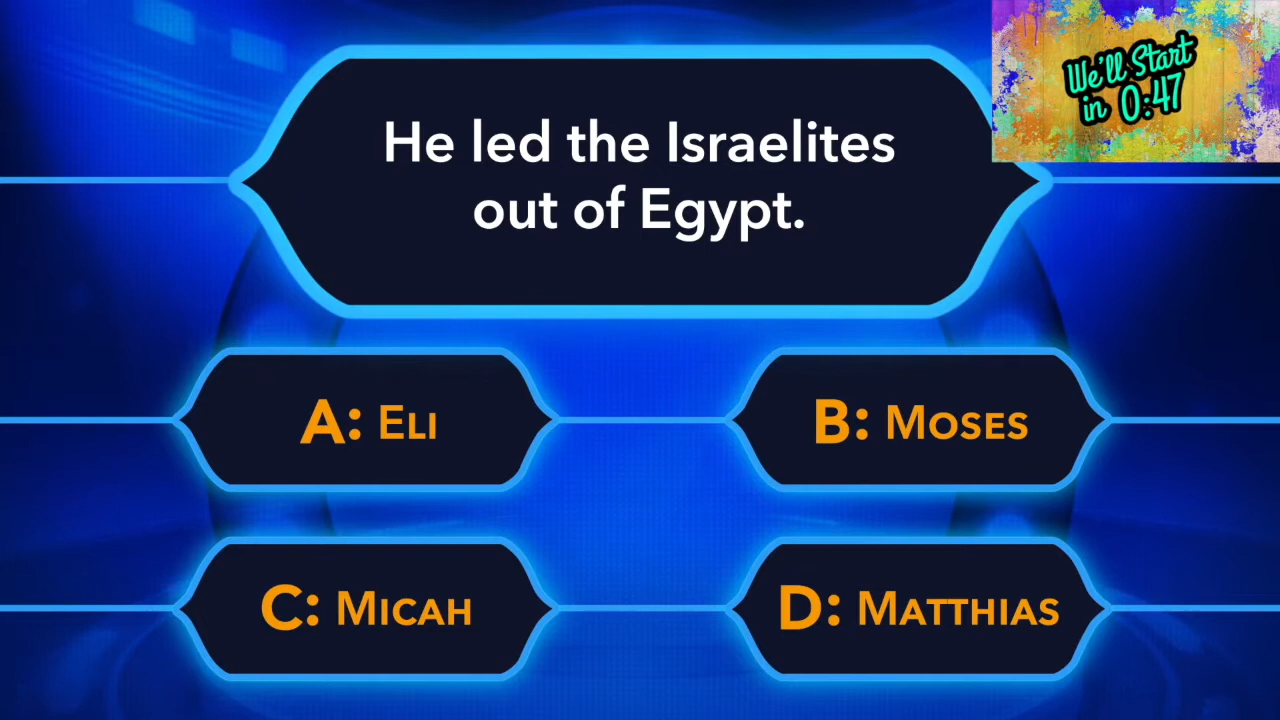 He led the Israelites
out of Egypt.
We'll Start
in 0:47
A: Eli
B: Moses
C: Micah
D: Matthias